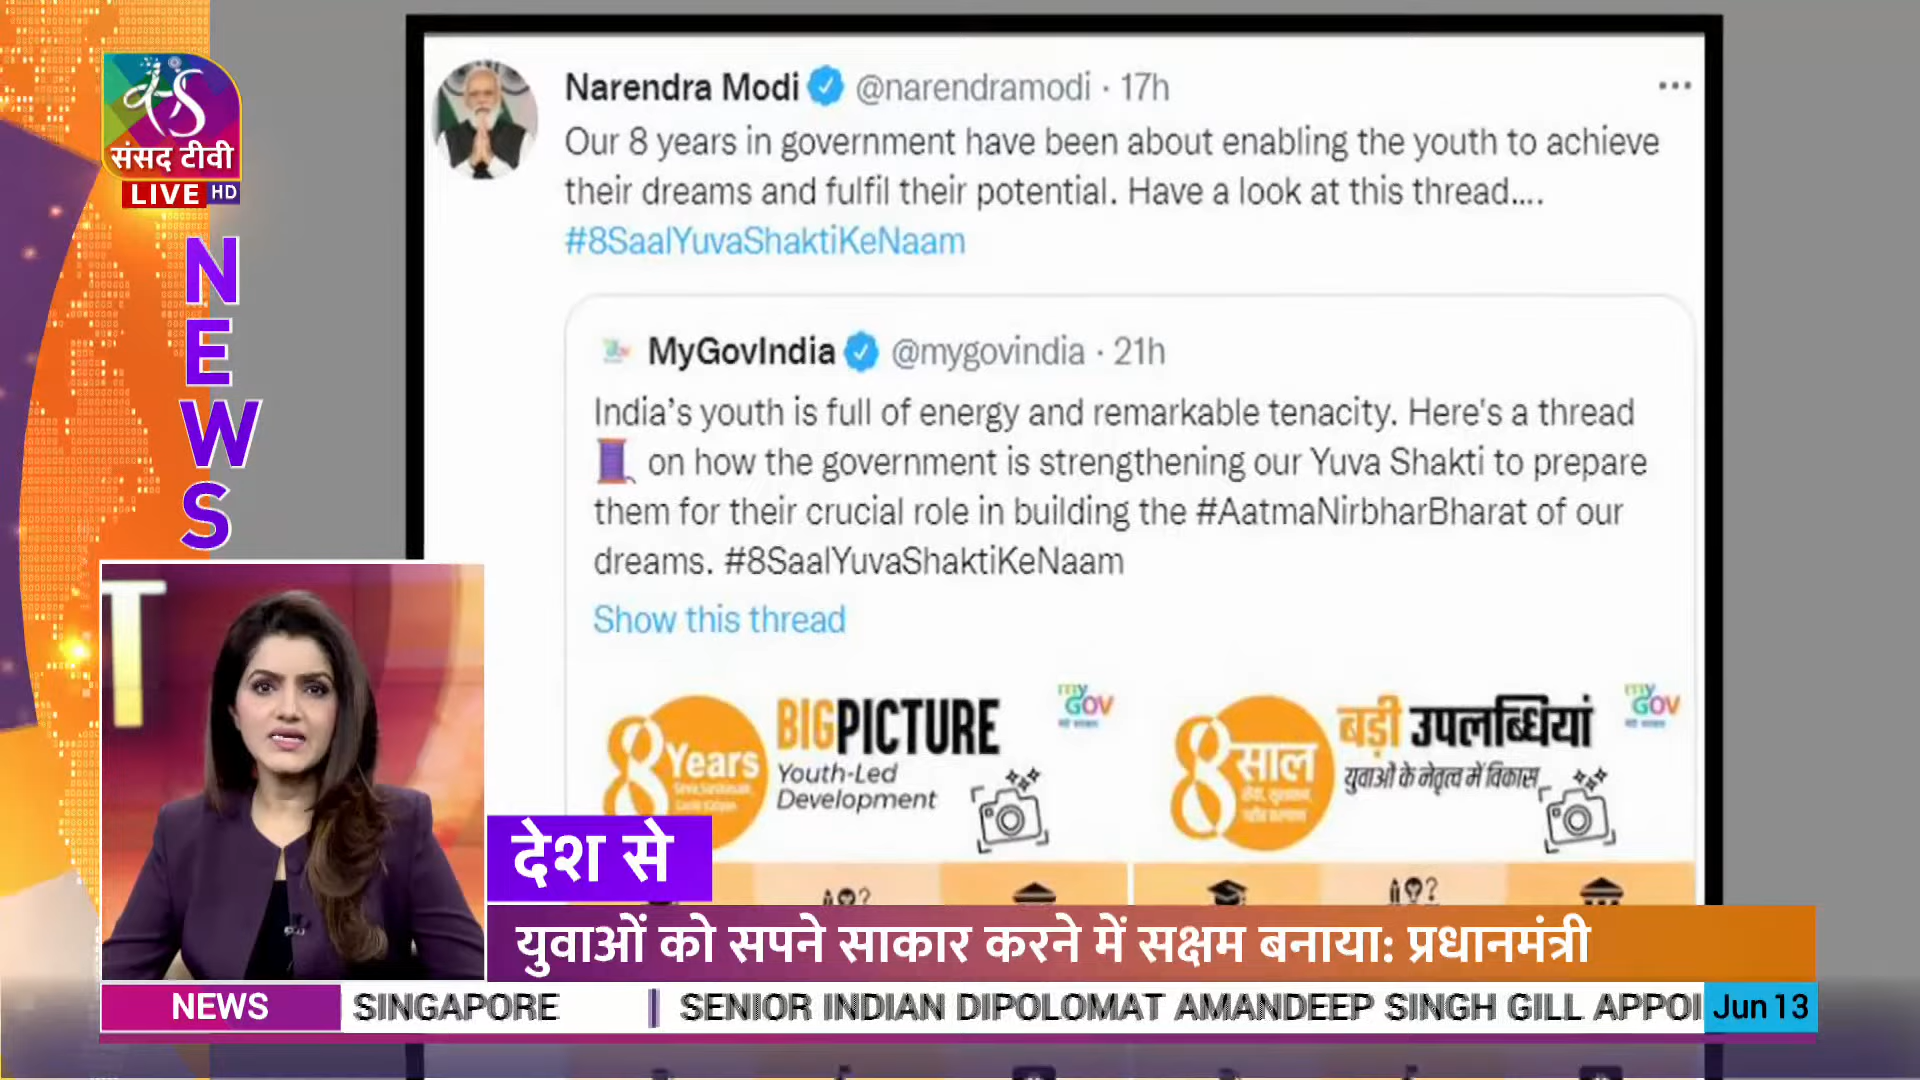 संसद टीवी
LIVE HD
NEWS
Narendra Modi @narendramodi · 17h
Our 8 years in government have been about enabling the youth to achieve
their dreams and fulfil their potential. Have a look at this thread....
#8SaalYuvaShaktiKeNaam
MyGovIndia @mygovindia · 21h
India's youth is full of energy and remarkable tenacity. Here's a thread
on how the government is strengthening our Yuva Shakti to prepare
them for their crucial role in building the #AatmaNirbharBharat of our
dreams. #8SaalYuvaShaktiKeNaam
Show this thread
8 Years
BIGPICTURE
Youth-Led
Development
my GOV
8 साल
बड़ी उपलब्धियां
युवाओं के नेतृत्व में विकास
my GOV
T
देश से
युवाओं को सपने साकार करने में सक्षम बनाया: प्रधानमंत्री
NEWS
SINGAPORE | SENIOR INDIAN DIPOLOMAT AMANDEEP SINGH GILL APPOI
Jun 13